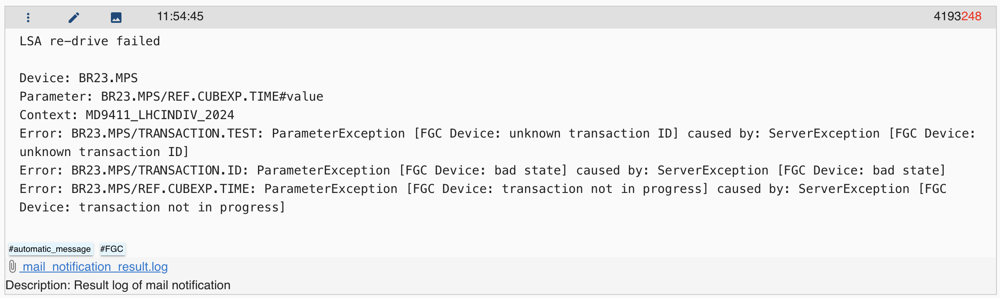 11:54:45 4193248
LSA re-drive failed
Device: BR23.MPS
Parameter: BR23.MPS/REF.CUBEXP.TIME#value
Context: MD9411_LHCINDIV_2024
Error: BR23.MPS/TRANSACTION.TEST: ParameterException [FGC Device: unknown transaction ID] caused by: ServerException [FGC Device:
unknown transaction ID]
Error: BR23.MPS/TRANSACTION.ID: ParameterException [FGC Device: bad state] caused by: ServerException [FGC Device: bad state]
Error: BR23.MPS/REF.CUBEXP.TIME: ParameterException [FGC Device: transaction not in progress] caused by: ServerException [FGC
Device: transaction not in progress]
#automatic_message #FGC
mail_notification_result.log
Description: Result log of mail notification